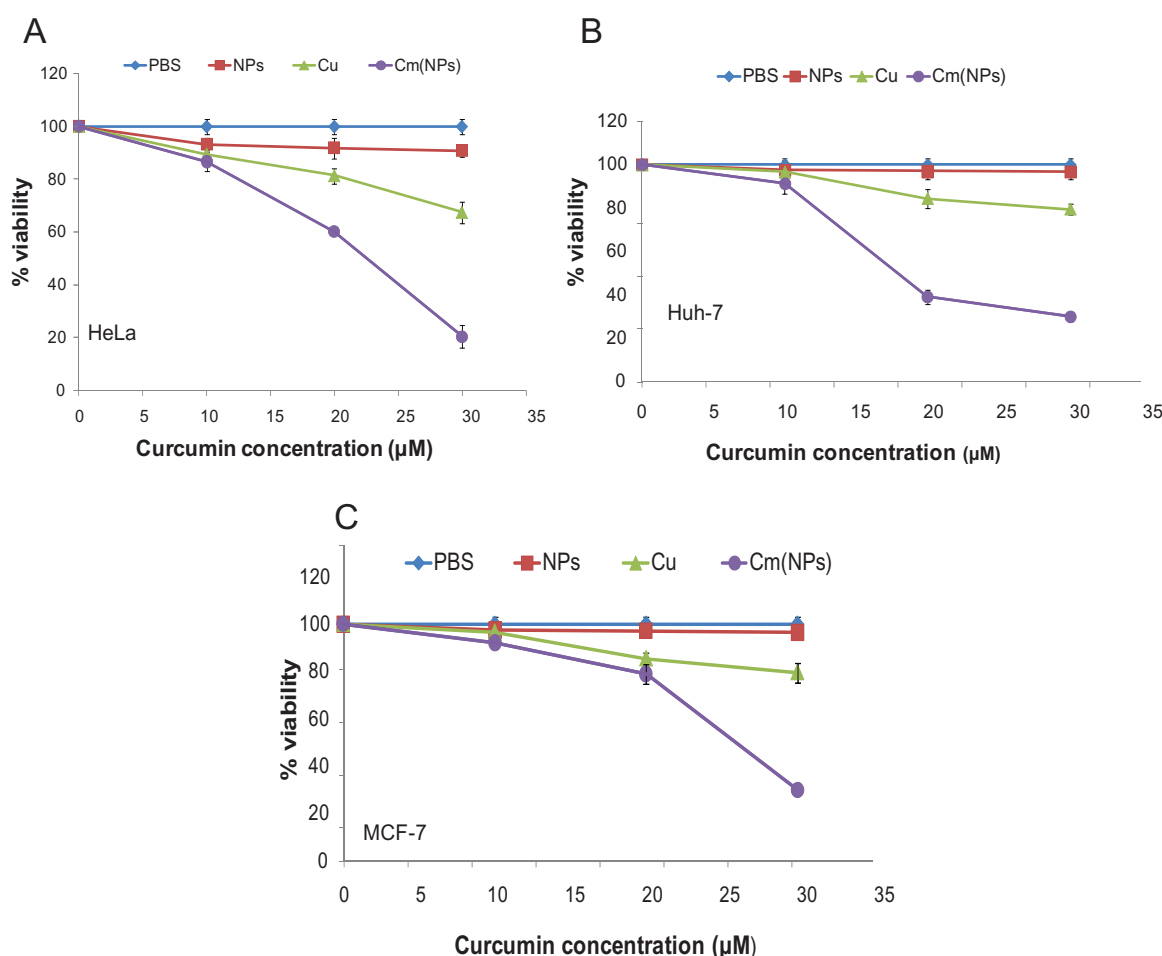 A
PBS NPs Cu Cm(NPs)
120
100
80
60
40
20
0
% viability
HeLa
0 5 10 15 20 25 30 35
Curcumin concentration (µM)
B
PBS NPs Cu Cm(NPs)
120
100
80
60
40
20
0
% viability
Huh-7
0 5 10 15 20 25 30 35
Curcumin concentration (µM)
C
PBS NPs Cu Cm(NPs)
120
100
80
60
40
20
0
% viability
MCF-7
0 5 10 15 20 25 30 35
Curcumin concentration (µM)